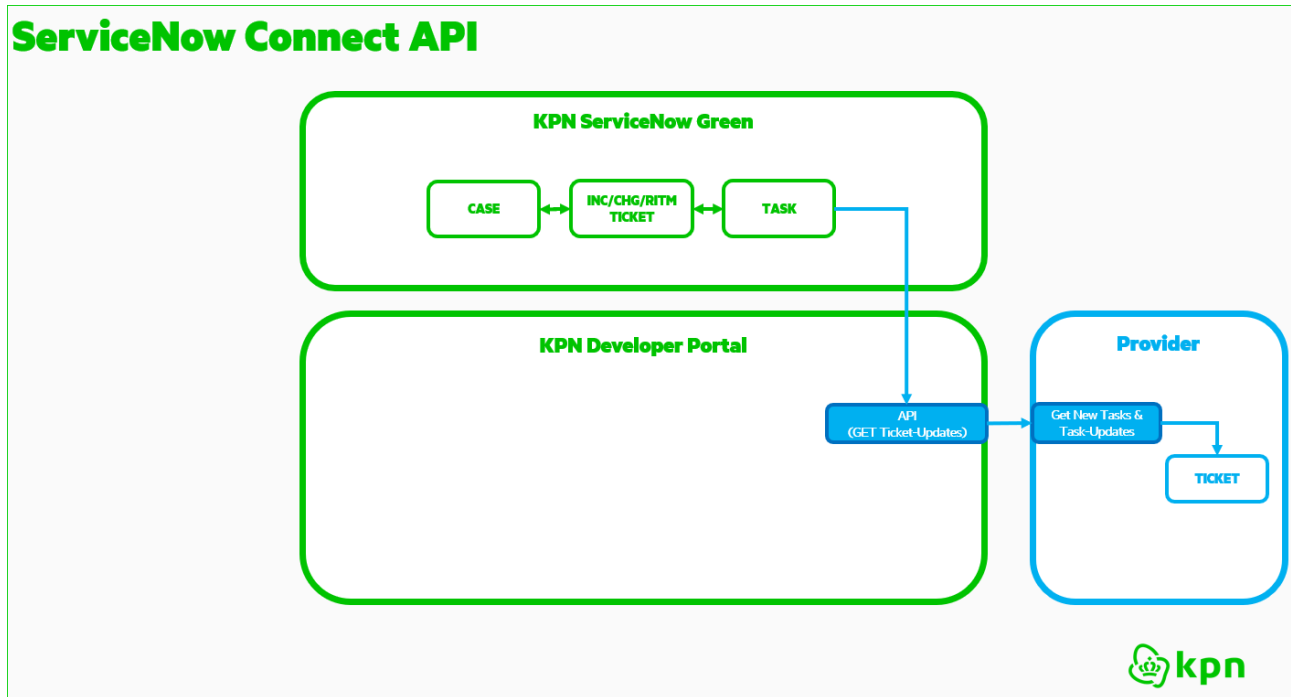 ServiceNow Connect API
KPN ServiceNow Green
CASE
INC/CHG/RITM
TICKET
TASK
KPN Developer Portal
Provider
API
(GET Ticket-Updates)
Get New Tasks &
Task-Updates
TICKET
kpn